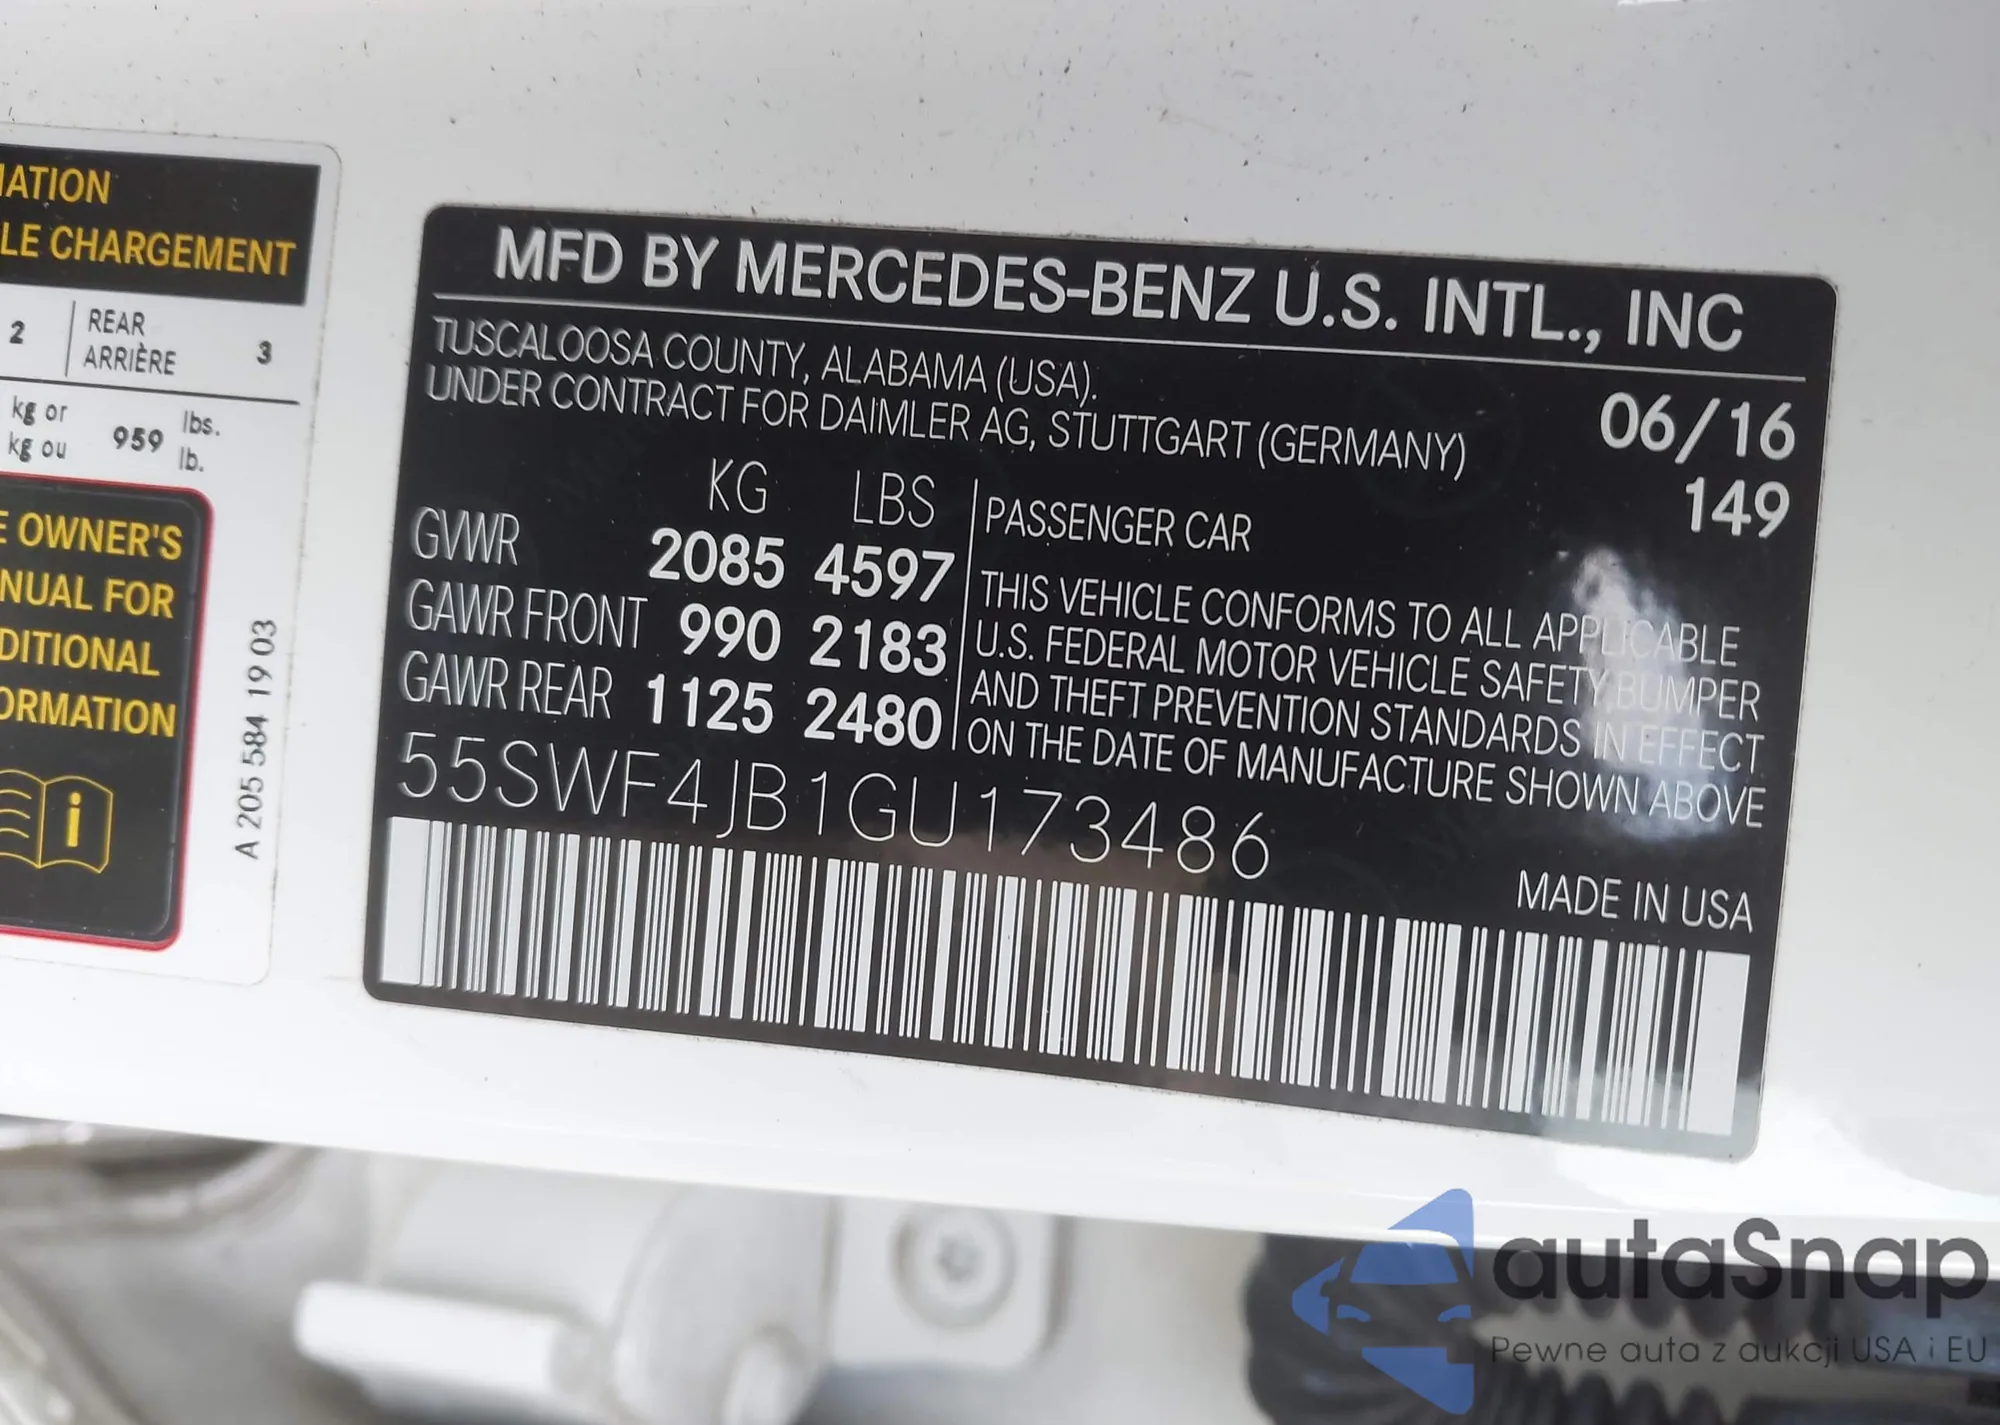 MATION
LE CHARGEMENT
2 REAR 3
ARRIÈRE
kg or 959 lbs.
kg ou lb.
E OWNER'S
NUAL FOR
DITIONAL
ORMATION
i
A 205 584 19 03
MFD BY MERCEDES-BENZ U.S. INTL., INC
TUSCALOOSA COUNTY, ALABAMA (USA).
UNDER CONTRACT FOR DAIMLER AG, STUTTGART (GERMANY)
06/16
149
KG LBS
GVWR 2085 4597
GAWR FRONT 990 2183
GAWR REAR 1125 2480
PASSENGER CAR
THIS VEHICLE CONFORMS TO ALL APPLICABLE
U.S. FEDERAL MOTOR VEHICLE SAFETY, BUMPER
AND THEFT PREVENTION STANDARDS IN EFFECT
ON THE DATE OF MANUFACTURE SHOWN ABOVE
55SWF4JB1GU173486
MADE IN USA
autaSnap
Pewne auta z aukcji USA i EU